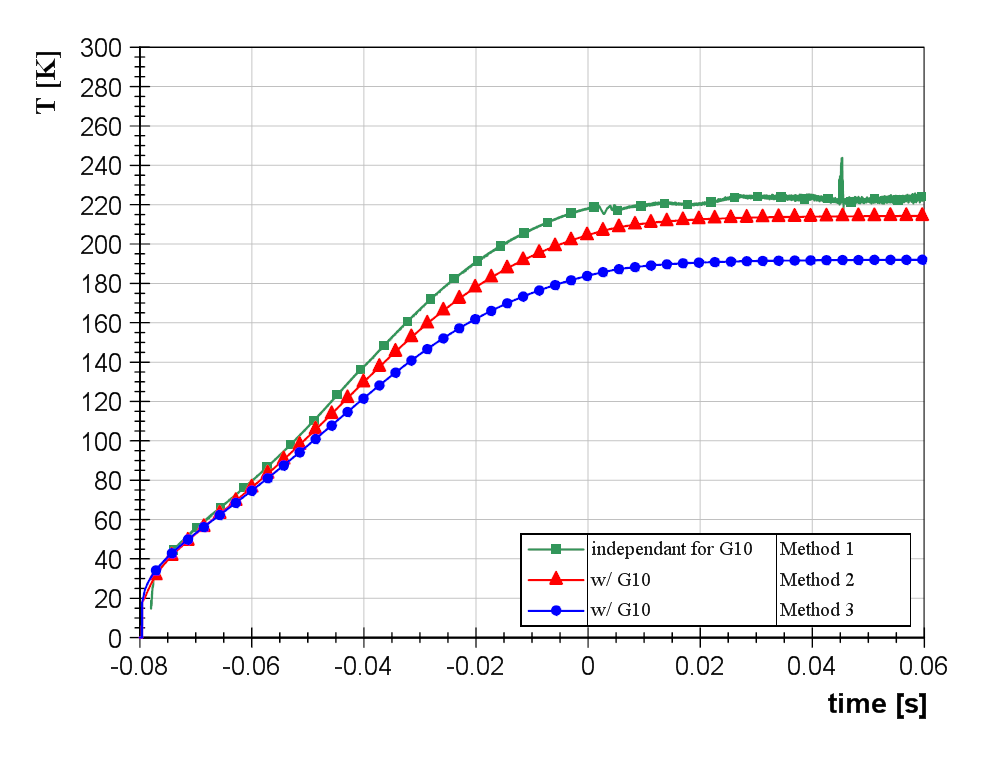 T [K]
300
280
260
240
220
200
180
160
140
120
100
80
60
40
20
0
independant for G10 Method 1
w/ G10 Method 2
w/ G10 Method 3
-0.08 -0.06 -0.04 -0.02 0 0.02 0.04 0.06
time [s]